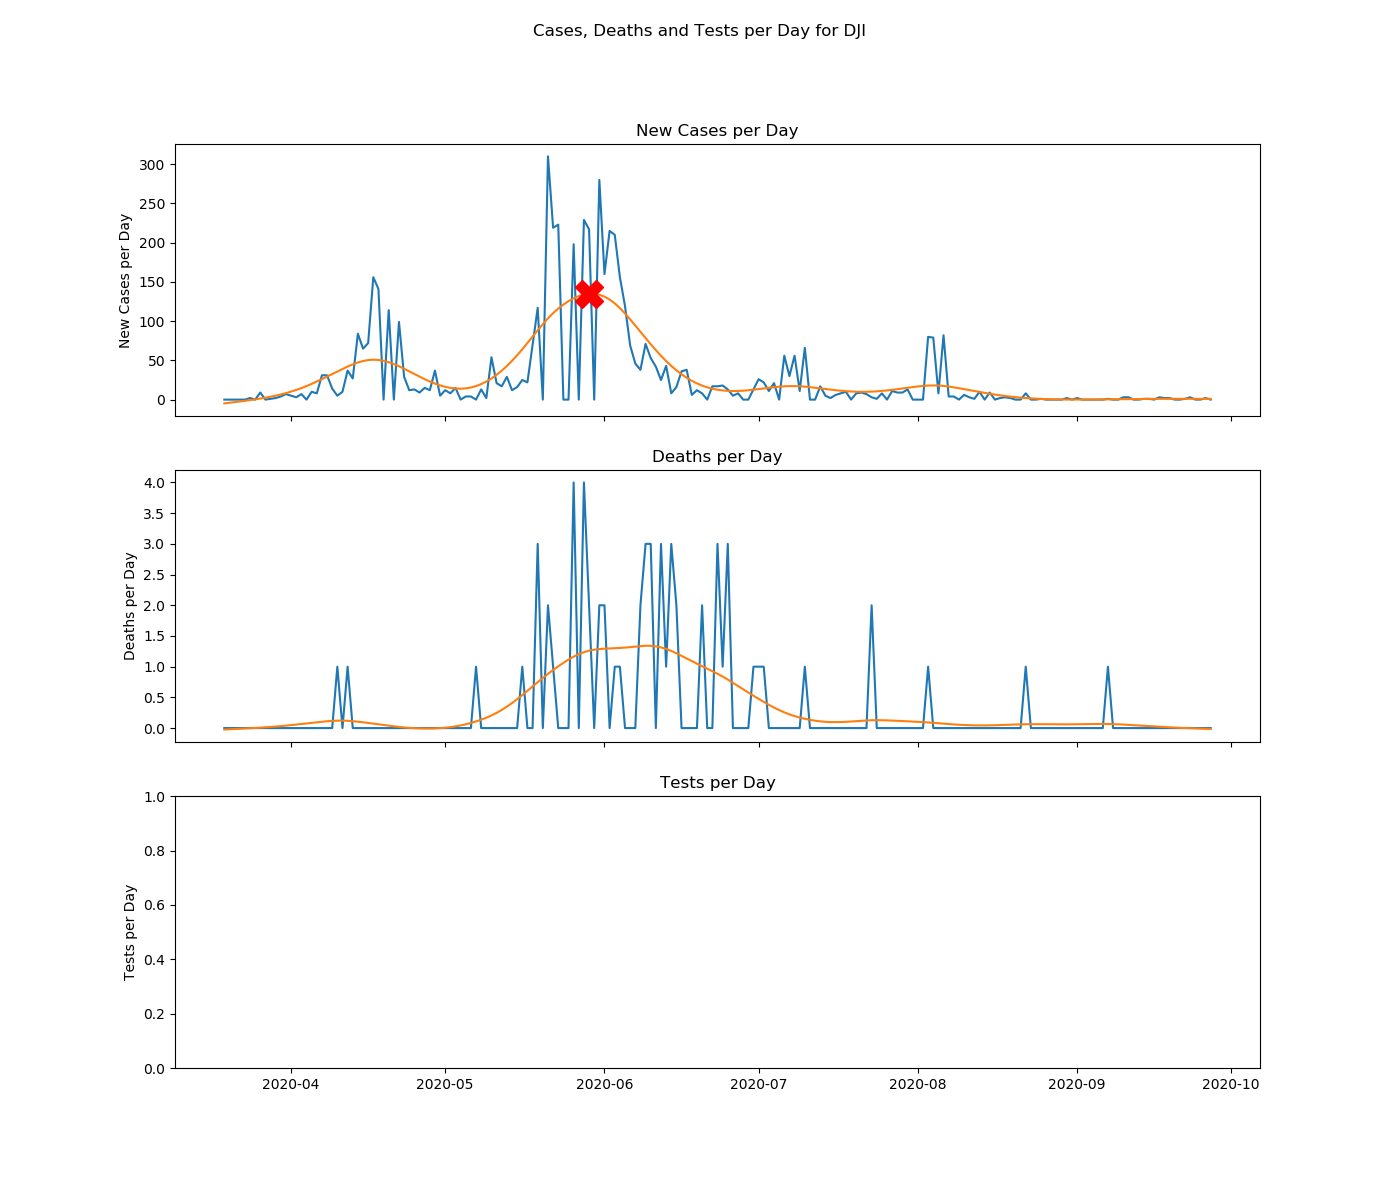 Cases, Deaths and Tests per Day for DJI
New Cases per Day
New Cases per Day
300
250
200
150
100
50
0
Deaths per Day
Deaths per Day
4.0
3.5
3.0
2.5
2.0
1.5
1.0
0.5
0.0
Tests per Day
Tests per Day
1.0
0.8
0.6
0.4
0.2
0.0
2020-04 2020-05 2020-06 2020-07 2020-08 2020-09 2020-10